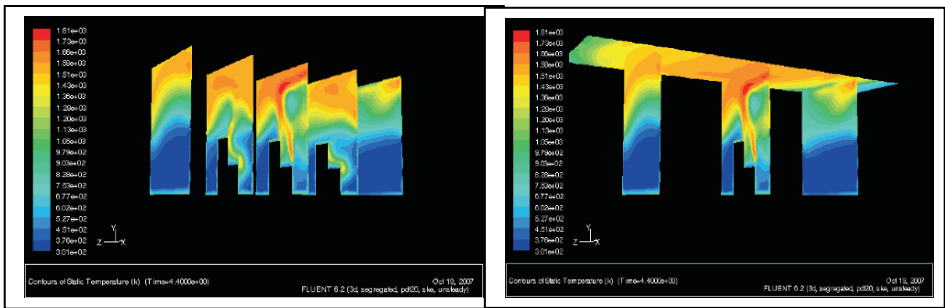 1.81e+03
1.73e+03
1.66e+03
1.58e+03
1.51e+03
1.43e+03
1.35e+03
1.28e+03
1.20e+03
1.13e+03
1.05e+03
9.79e+02
9.03e+02
8.28e+02
7.53e+02
6.77e+02
6.02e+02
5.27e+02
4.51e+02
3.76e+02
3.01e+02
Y
Z X
Contours of Static Temperature (k) (Time=4.4000e+00)
Oct 19, 2007
FLUENT 6.2 (3d, segregated, pdf20, ske, unsteady)
1.81e+03
1.73e+03
1.66e+03
1.58e+03
1.51e+03
1.43e+03
1.35e+03
1.28e+03
1.20e+03
1.13e+03
1.05e+03
9.79e+02
9.03e+02
8.28e+02
7.53e+02
6.77e+02
6.02e+02
5.27e+02
4.51e+02
3.76e+02
3.01e+02
Y
Z X
Contours of Static Temperature (k) (Time=4.4000e+00)
Oct 19, 2007
FLUENT 6.2 (3d, segregated, pdf20, ske, unsteady)